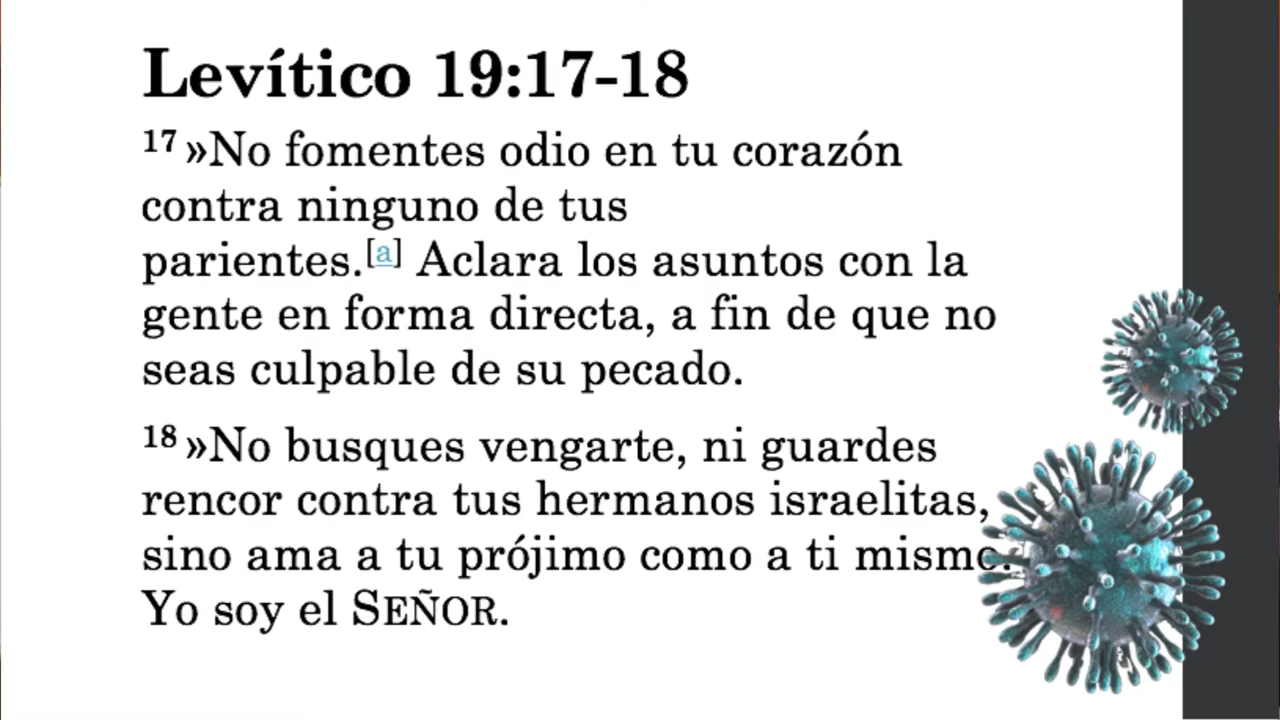 Levítico 19:17-18
17 »No fomentes odio en tu corazón
contra ninguno de tus
parientes.[a] Aclara los asuntos con la
gente en forma directa, a fin de que no
seas culpable de su pecado.
18 »No busques vengarte, ni guardes
rencor contra tus hermanos israelitas,
sino ama a tu prójimo como a ti mismo.
Yo soy el SEÑOR.